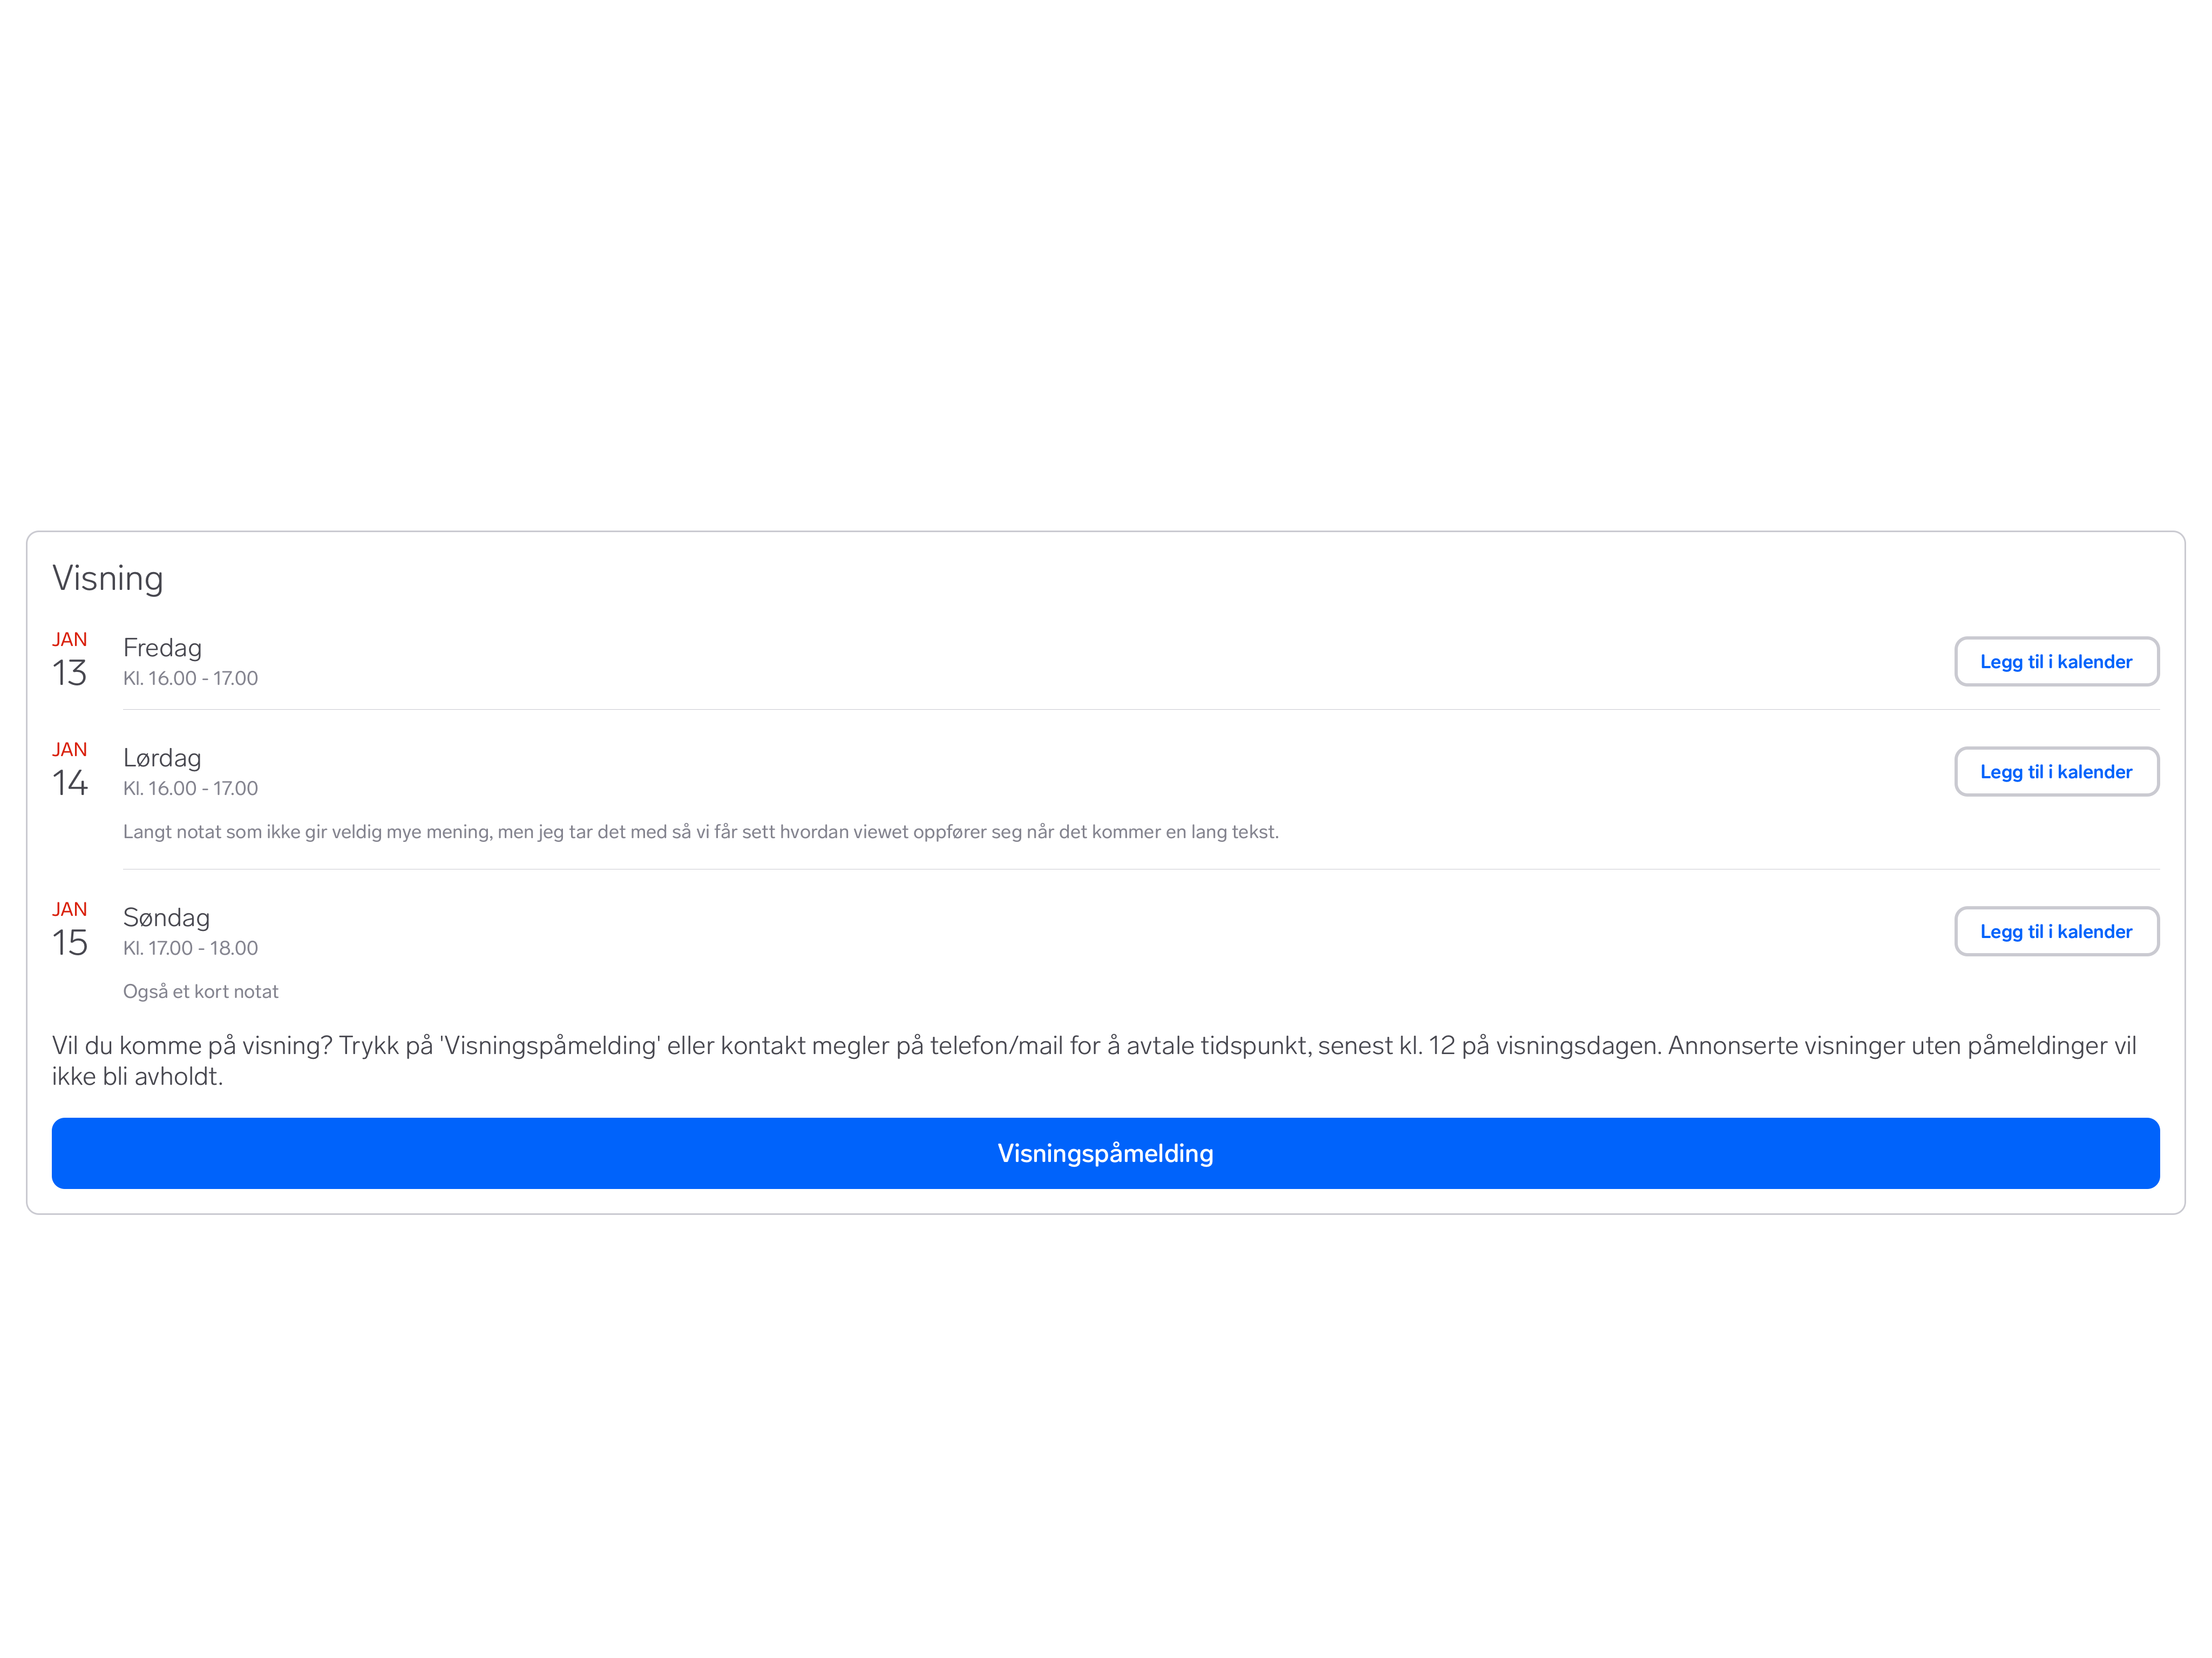 Visning
JAN
13
Fredag
Kl. 16.00 - 17.00
Legg til i kalender
JAN
14
Lørdag
Kl. 16.00 - 17.00
Legg til i kalender
Langt notat som ikke gir veldig mye mening, men jeg tar det med så vi får sett hvordan viewet oppfører seg når det kommer en lang tekst.
JAN
15
Søndag
Kl. 17.00 - 18.00
Legg til i kalender
Også et kort notat
Vil du komme på visning? Trykk på 'Visningspåmelding' eller kontakt megler på telefon/mail for å avtale tidspunkt, senest kl. 12 på visningsdagen. Annonserte visninger uten påmeldinger vil
ikke bli avholdt.
Visningspåmelding